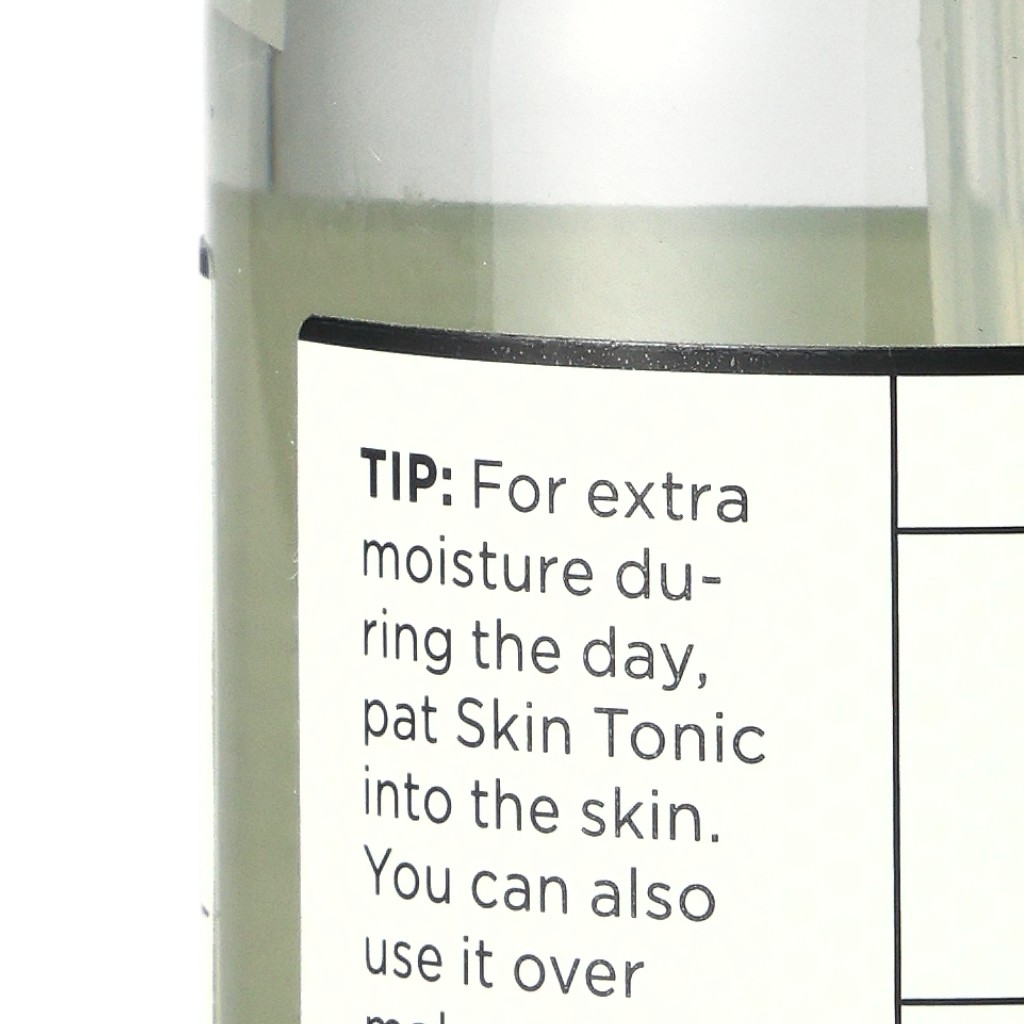 TIP: For extra
moisture du-
ring the day,
pat Skin Tonic
into the skin.
You can also
use it over